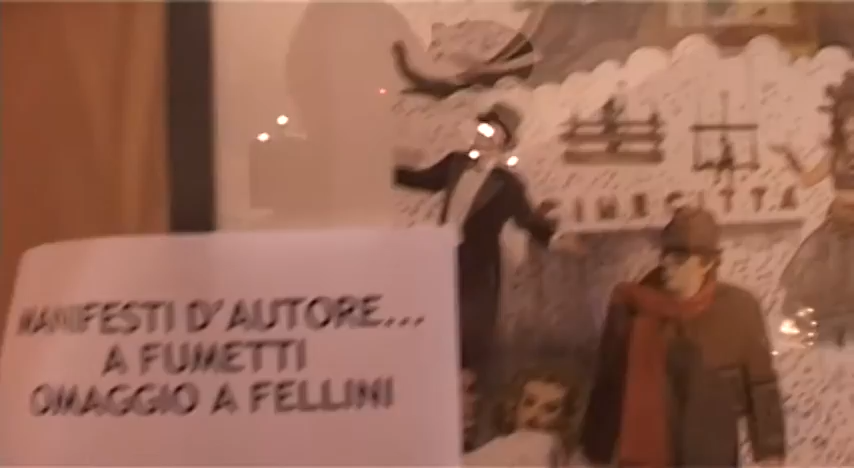 CINECITTA
MANIFESTI D'AUTORE...
A FUMETTI
OMAGGIO A FELLINI